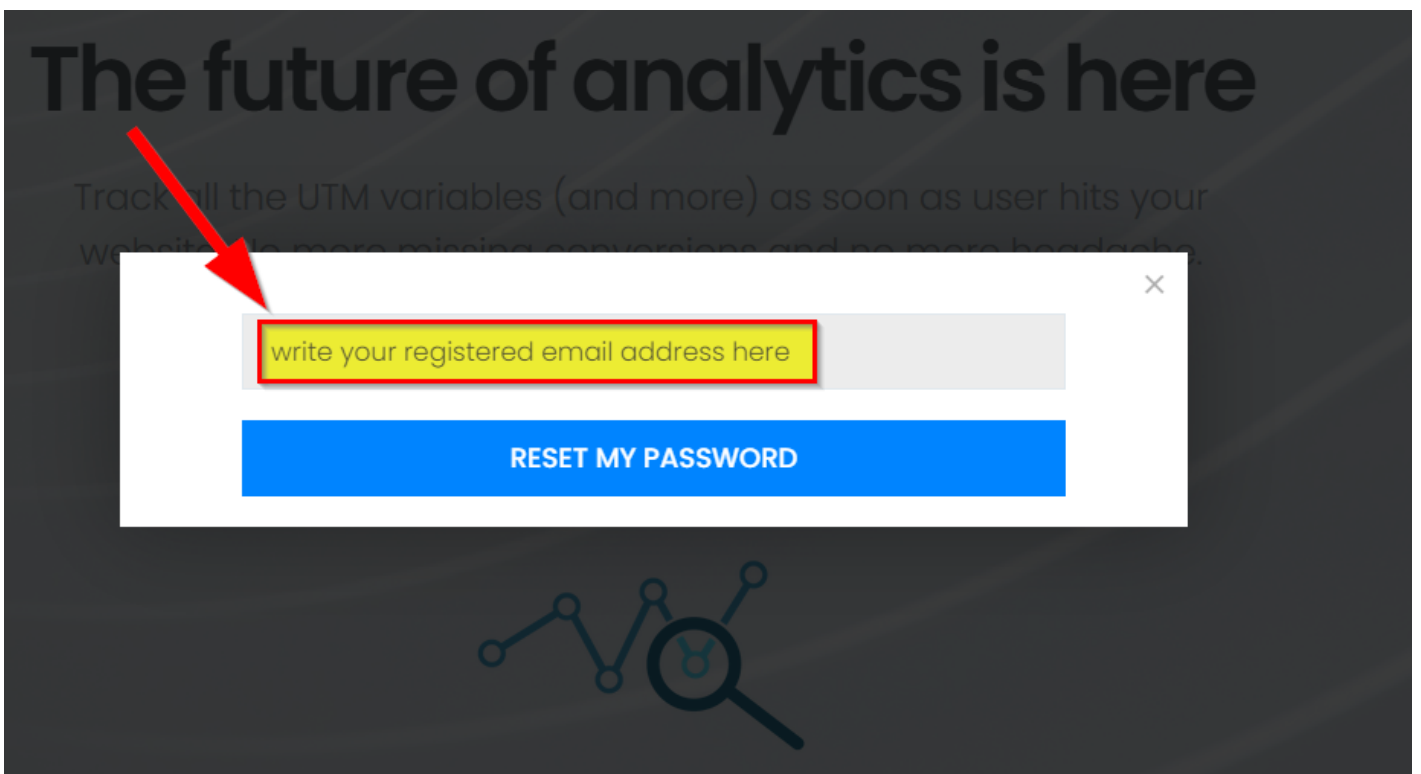 The future of analytics is here
Track all the UTM variables (and more) as soon as user hits your
website. No more missing conversions and no more headache.
×
write your registered email address here
RESET MY PASSWORD